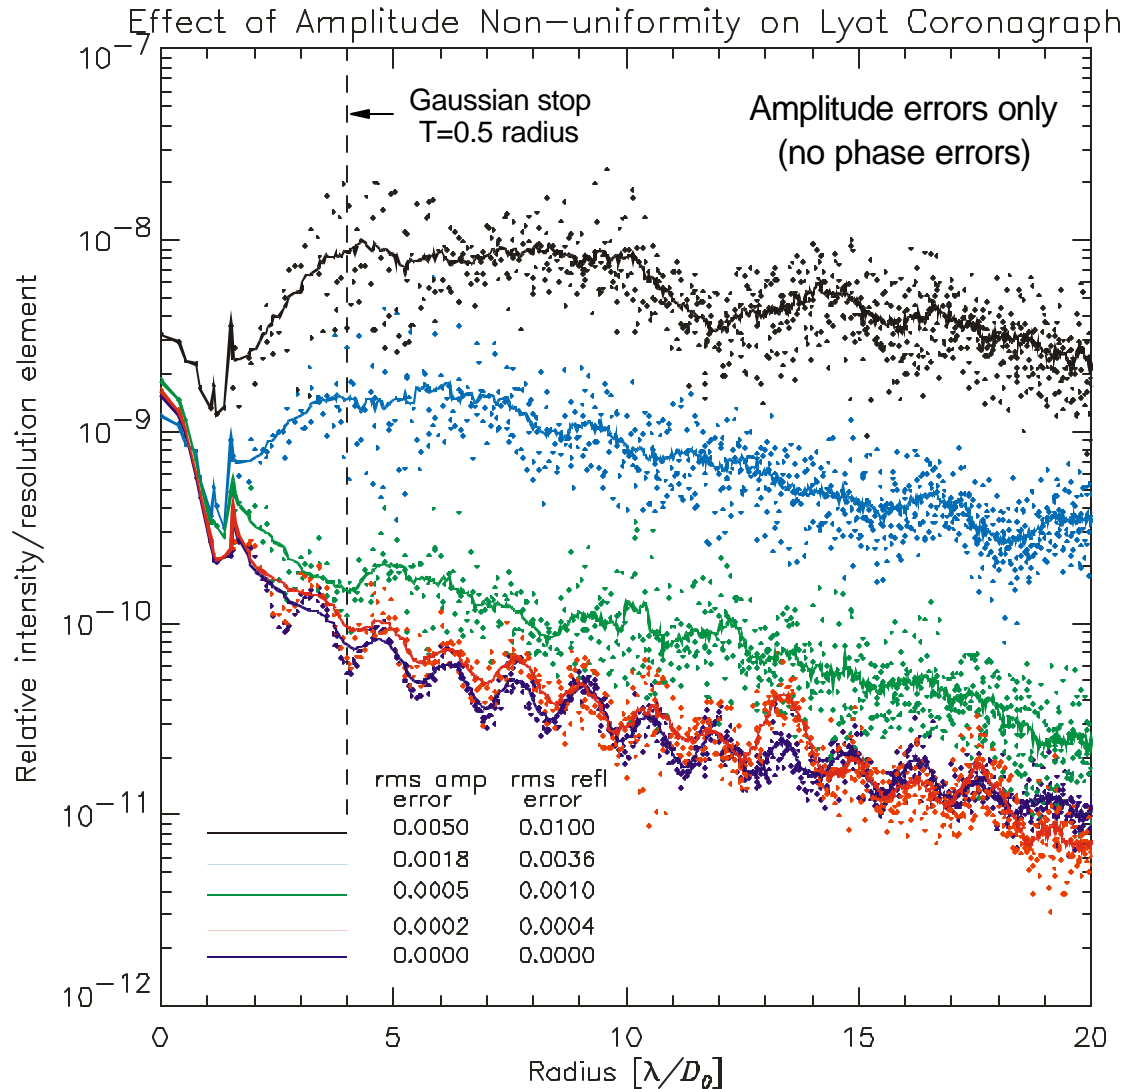 Effect of Amplitude Non-uniformity on Lyot Coronagraph
10−7
10−8
10−9
10−10
10−11
10−12
Relative intensity/resolution element
Gaussian stop
T=0.5 radius
Amplitude errors only
(no phase errors)
rms amp rms refl
error error
0.0050 0.0100
0.0018 0.0036
0.0005 0.0010
0.0002 0.0004
0.0000 0.0000
0 5 10 15 20
Radius [λ/D0]